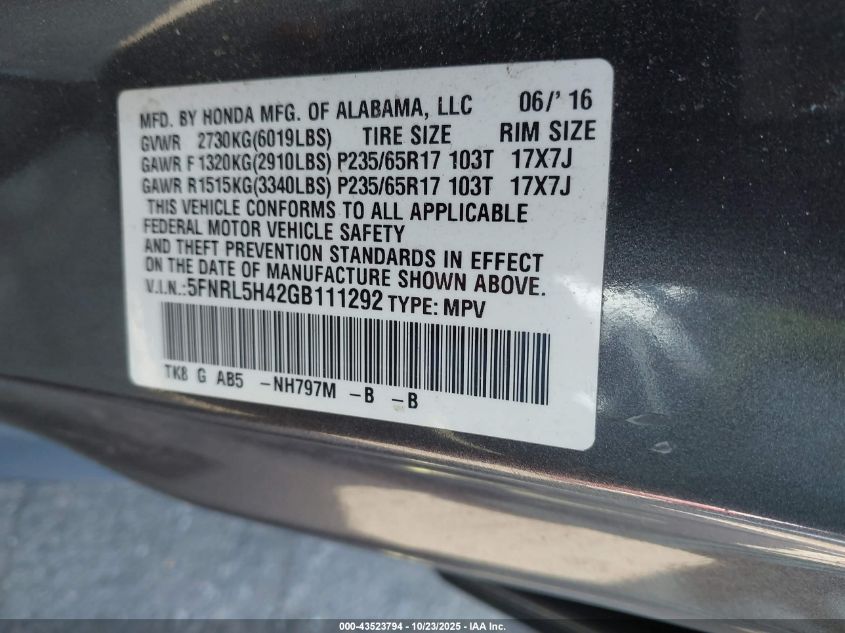 MFD. BY HONDA MFG. OF ALABAMA, LLC 06/'16
GVWR 2730KG(6019LBS) TIRE SIZE RIM SIZE
GAWR F1320KG(2910LBS) P235/65R17 103T 17X7J
GAWR R1515KG(3340LBS) P235/65R17 103T 17X7J
THIS VEHICLE CONFORMS TO ALL APPLICABLE
FEDERAL MOTOR VEHICLE SAFETY
AND THEFT PREVENTION STANDARDS IN EFFECT
ON THE DATE OF MANUFACTURE SHOWN ABOVE.
V.I.N.:5FNRL5H42GB111292 TYPE: MPV
TK8 G AB5 -NH797M -B -B
000-43523794 - 10/23/2025 - IAA Inc.